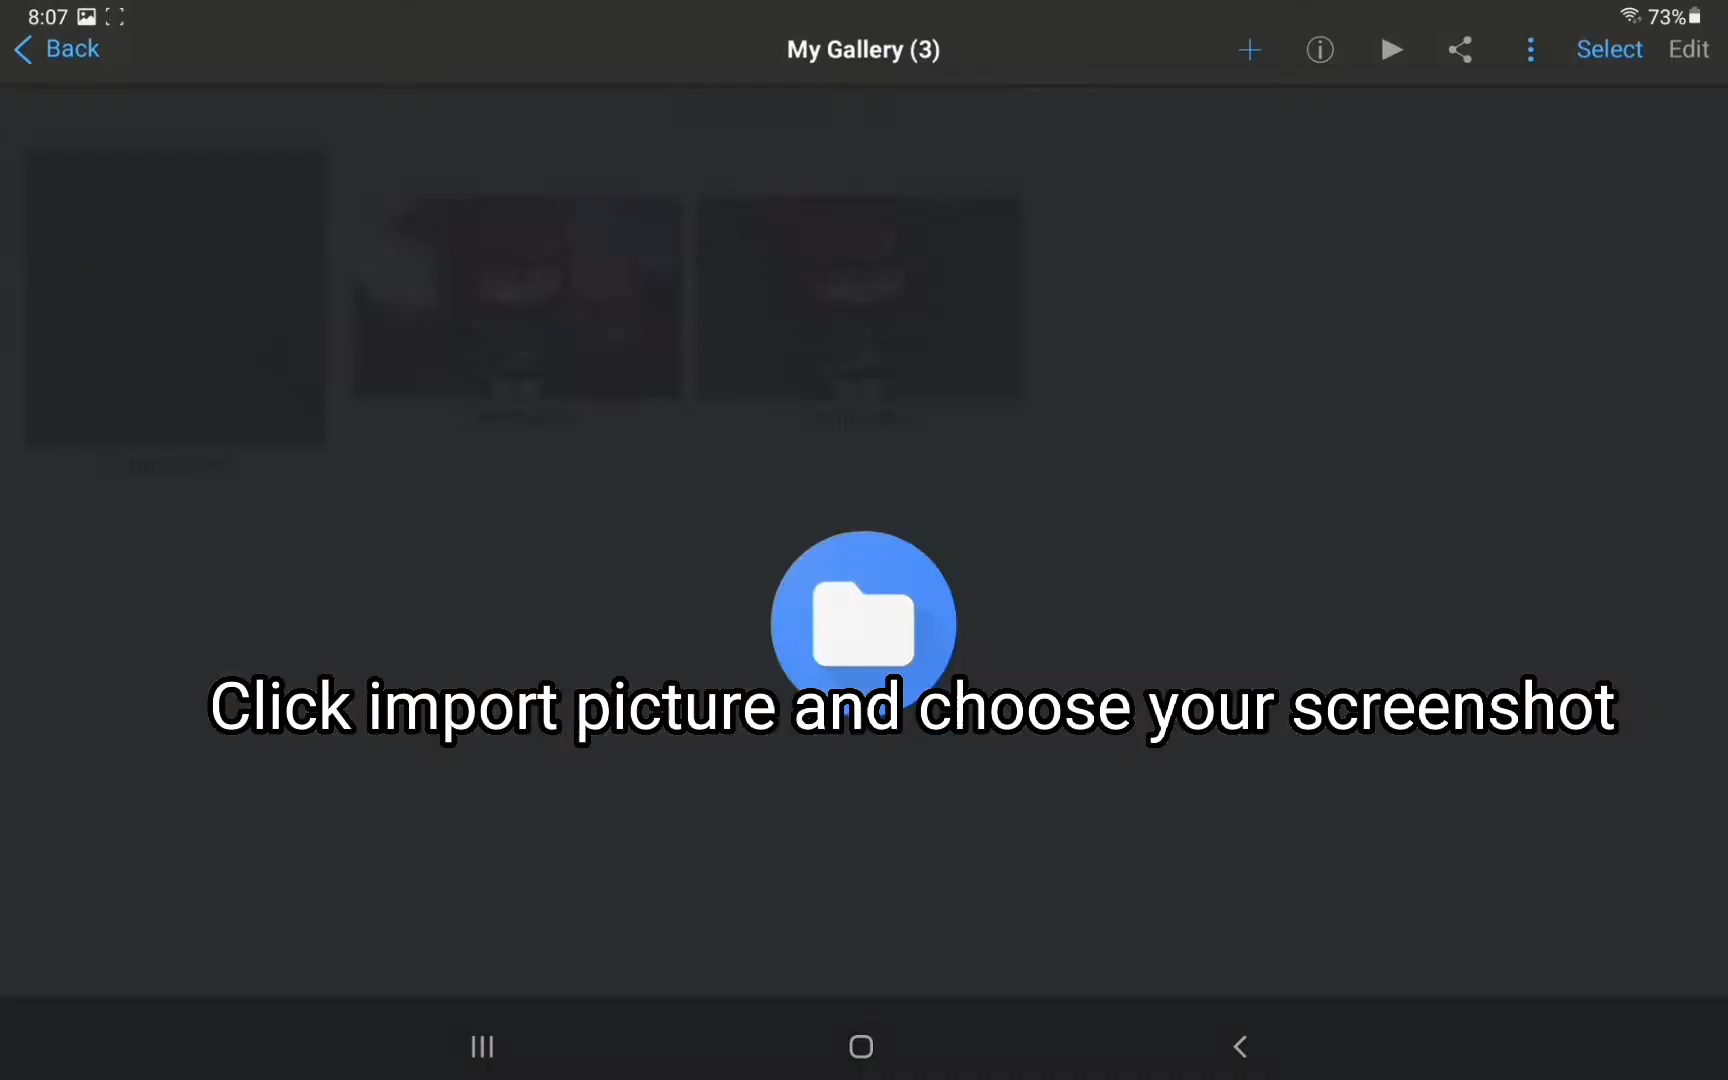 8:07
73%
Back
My Gallery (3)
Select
Edit
Click import picture and choose your screenshot